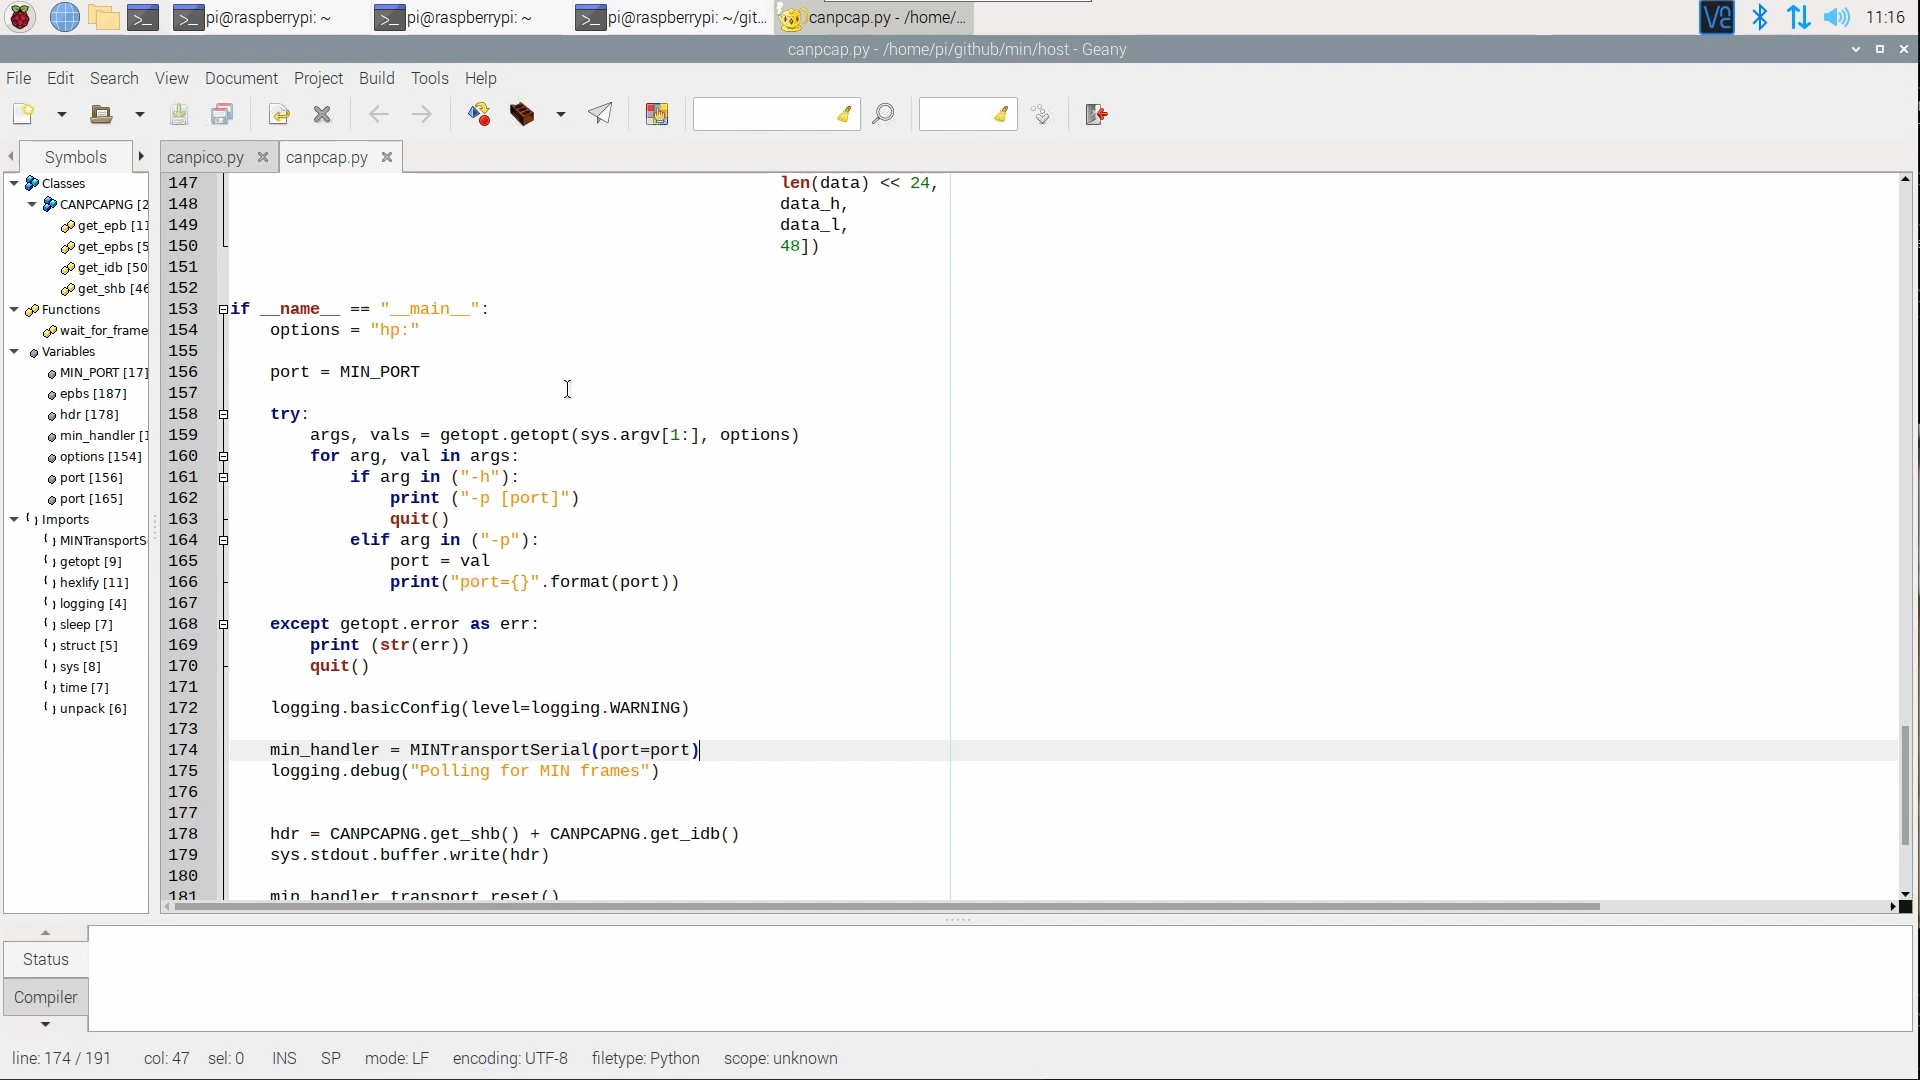 pi@raspberrypi: ~
pi@raspberrypi: ~
pi@raspberrypi: ~/git...
canpcap.py - /home/...
11:16
canpcap.py - /home/pi/github/min/host - Geany
File Edit Search View Document Project Build Tools Help
Symbols
canpico.py
canpcap.py
Classes
CANPCAPNG [2
get_epb [11
get_epbs [5
get_idb [50
get_shb [46
Functions
wait_for_frame
Variables
MIN_PORT [17]
epbs [187]
hdr [178]
min_handler [1
options [154]
port [156]
port [165]
Imports
MINTransportS
getopt [9]
hexlify [11]
logging [4]
sleep [7]
struct [5]
sys [8]
time [7]
unpack [6]
147 len(data) << 24,
148 data_h,
149 data_l,
150 48])
151
152
153 if __name__ == "__main__":
154 options = "hp:"
155
156 port = MIN_PORT
157
158 try:
159 args, vals = getopt.getopt(sys.argv[1:], options)
160 for arg, val in args:
161 if arg in ("-h"):
162 print ("-p [port]")
163 quit()
164 elif arg in ("-p"):
165 port = val
166 print("port={}".format(port))
167
168 except getopt.error as err:
169 print (str(err))
170 quit()
171
172 logging.basicConfig(level=logging.WARNING)
173
174 min_handler = MINTransportSerial(port=port)
175 logging.debug("Polling for MIN frames")
176
177
178 hdr = CANPCAPNG.get_shb() + CANPCAPNG.get_idb()
179 sys.stdout.buffer.write(hdr)
180
181 min_handler.transport_reset()
Status
Compiler
line: 174 / 191 col: 47 sel: 0 INS SP mode: LF encoding: UTF-8 filetype: Python scope: unknown